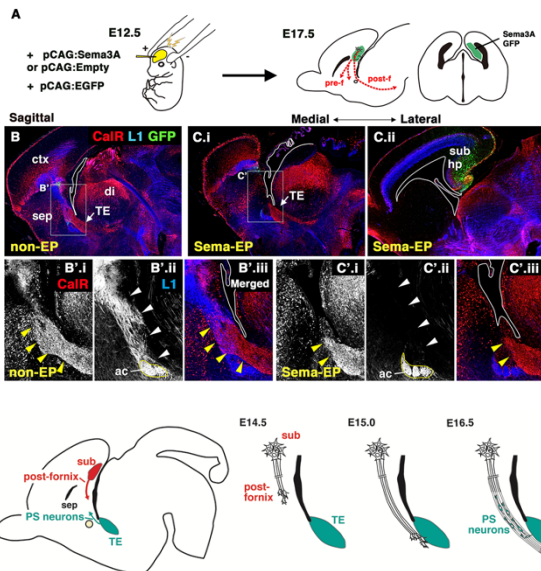 A
E12.5
+ pCAG:Sema3A
or pCAG:Empty
+ pCAG:EGFP
+
-
E17.5
pre-f
post-f
Sema3A
GFP
Sagittal
Medial
Lateral
B
CalR L1 GFP
ctx
B'
di
sep
TE
non-EP
C.i
C'
TE
Sema-EP
C.ii
sub
hp
Sema-EP
B'.i
CalR
non-EP
B'.ii
L1
ac
B'.iii
Merged
C'.i
Sema-EP
C'.ii
ac
C'.iii
sub
post-fornix
sep
PS neurons
TE
E14.5
sub
post-
fornix
TE
E15.0
E16.5
PS
neurons